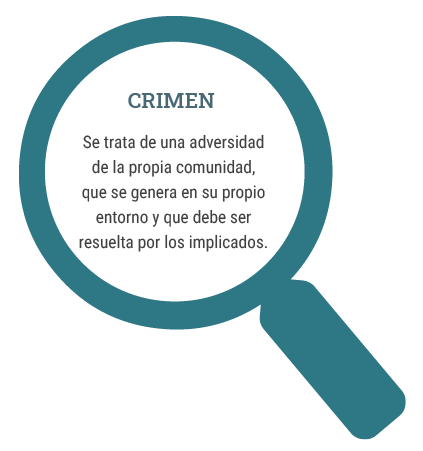 CRIMEN
Se trata de una adversidad
de la propia comunidad,
que se genera en su propio
entorno y que debe ser
resuelta por los implicados.